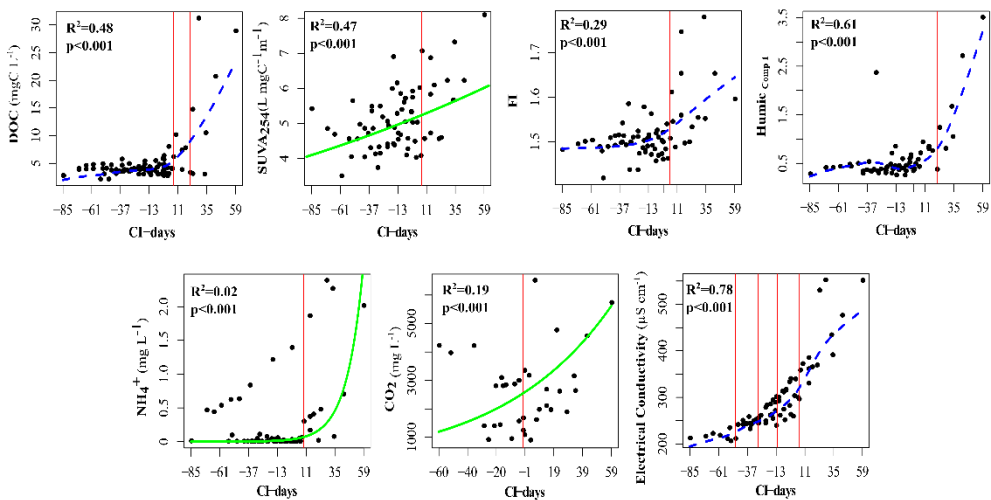 R²=0.48
p<0.001
DOC (mgC L⁻¹)
5 10 15 20 25 30
−85 −61 −37 −13 11 35 59
CI−days
R²=0.47
p<0.001
SUVA254(L mgC⁻¹m⁻¹)
4 5 6 7 8
−85 −61 −37 −13 11 35 59
CI−days
R²=0.29
p<0.001
FI
1.5 1.6 1.7
−85 −61 −37 −13 11 35 59
CI−days
R²=0.61
p<0.001
Humic Comp 1
0.5 1.5 2.5 3.5
−85 −61 −37 −13 11 35 59
CI−days
R²=0.02
p<0.001
NH₄⁺ (mg L⁻¹)
0 0.5 1 1.5 2.0
−85 −61 −37 −13 11 35 59
CI−days
R²=0.19
p<0.001
CO2 (mg L⁻¹)
1000 3000 5000
−60 −40 −20 −1 19 39 59
CI−days
R²=0.78
p<0.001
Electrical Conductivity (µS cm⁻¹)
200 300 400 500
−85 −61 −37 −13 11 35 59
CI−days